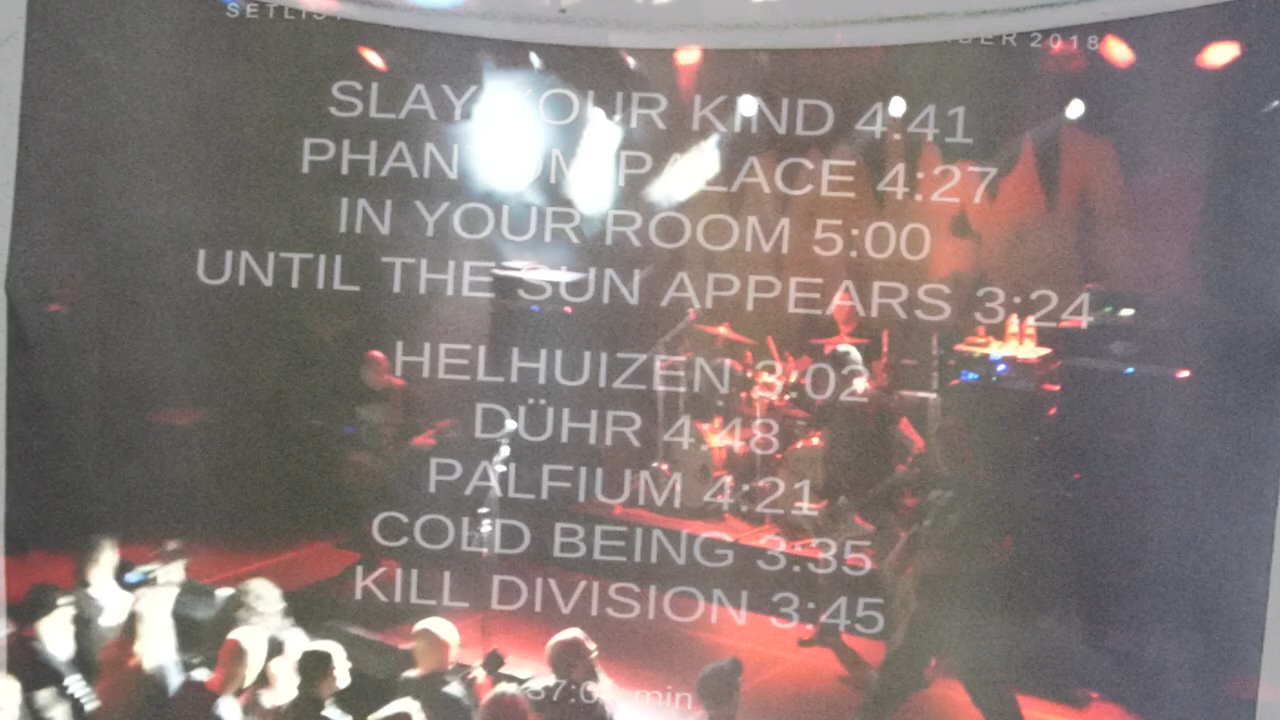 SETLIST
2018
SLAY YOUR KIND 4:41
PHANTOM PALACE 4:27
IN YOUR ROOM 5:00
UNTIL THE SUN APPEARS 3:24
HELHUIZEN 3:02
DÜHR 4:48
PALFIUM 4:21
COLD BEING 3:35
KILL DIVISION 3:45
min